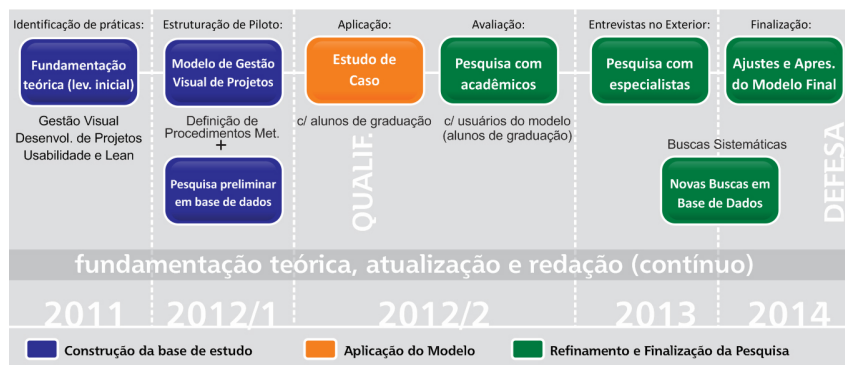 Identificação de práticas:
Estruturação de Piloto:
Aplicação:
Avaliação:
Entrevistas no Exterior:
Finalização:
Fundamentação
teórica (lev. inicial)
Modelo de Gestão
Visual de Projetos
Estudo de
Caso
Pesquisa com
acadêmicos
Pesquisa com
especialistas
Ajustes e Apres.
do Modelo Final
Gestão Visual
Desenvol. de Projetos
Usabilidade e Lean
Definição de
Procedimentos Met.
+
c/ alunos de graduação
c/ usuários do modelo
(alunos de graduação)
Pesquisa preliminar
em base de dados
QUALIF.
Buscas Sistemáticas
Novas Buscas em
Base de Dados
DEFESA
fundamentação teórica, atualização e redação (contínuo)
2011
2012/1
2012/2
2013
2014
Construção da base de estudo
Aplicação do Modelo
Refinamento e Finalização da Pesquisa